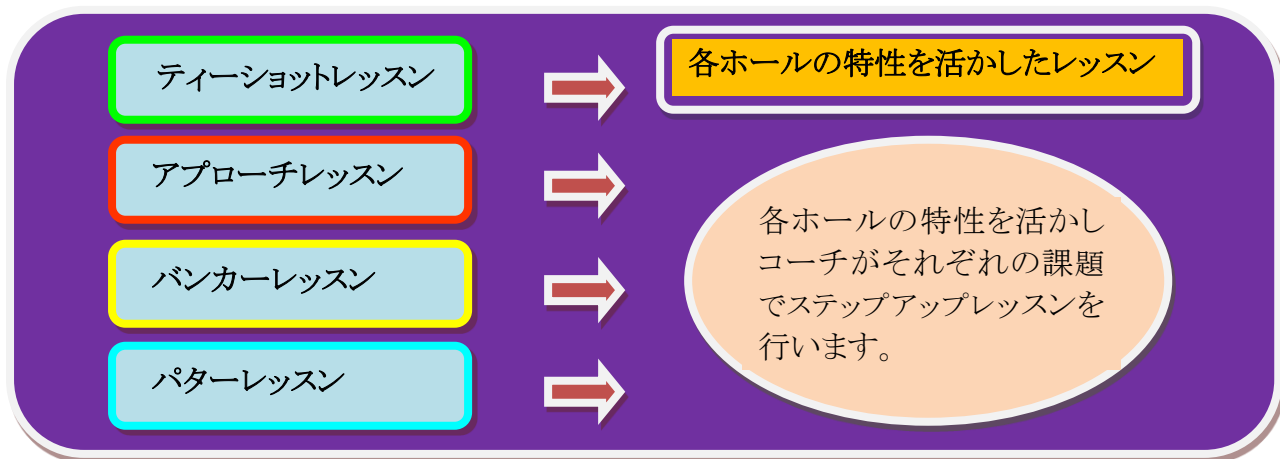 ティーショットレッスン
各ホールの特性を活かしたレッスン
アプローチレッスン
バンカーレッスン
パターレッスン
各ホールの特性を活かし
コーチがそれぞれの課題
でステップアップレッスンを
行います。